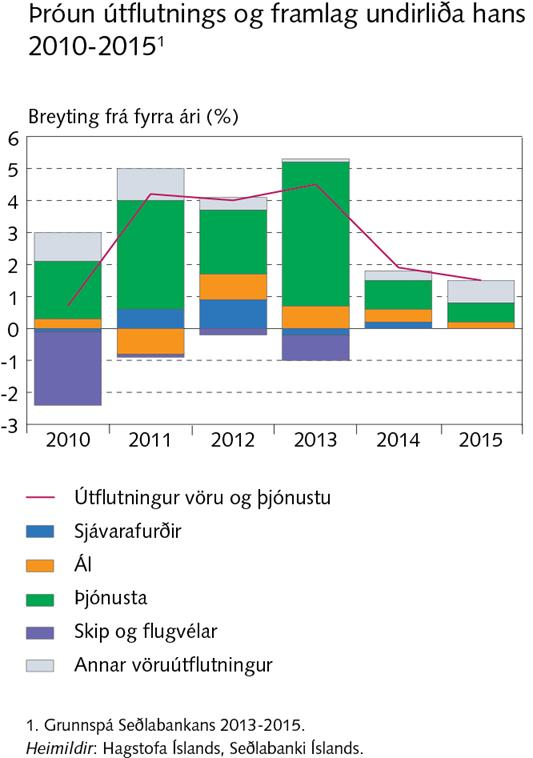 Þróun útflutnings og framlag undirliða hans
2010-2015¹
Breyting frá fyrra ári (%)
6
5
4
3
2
1
0
-1
-2
-3
2010 2011 2012 2013 2014 2015
Útflutningur vöru og þjónustu
Sjávarafurðir
Ál
Þjónusta
Skip og flugvélar
Annar vöruútflutningur
1. Grunnspá Seðlabankans 2013-2015.
Heimildir: Hagstofa Íslands, Seðlabanki Íslands.